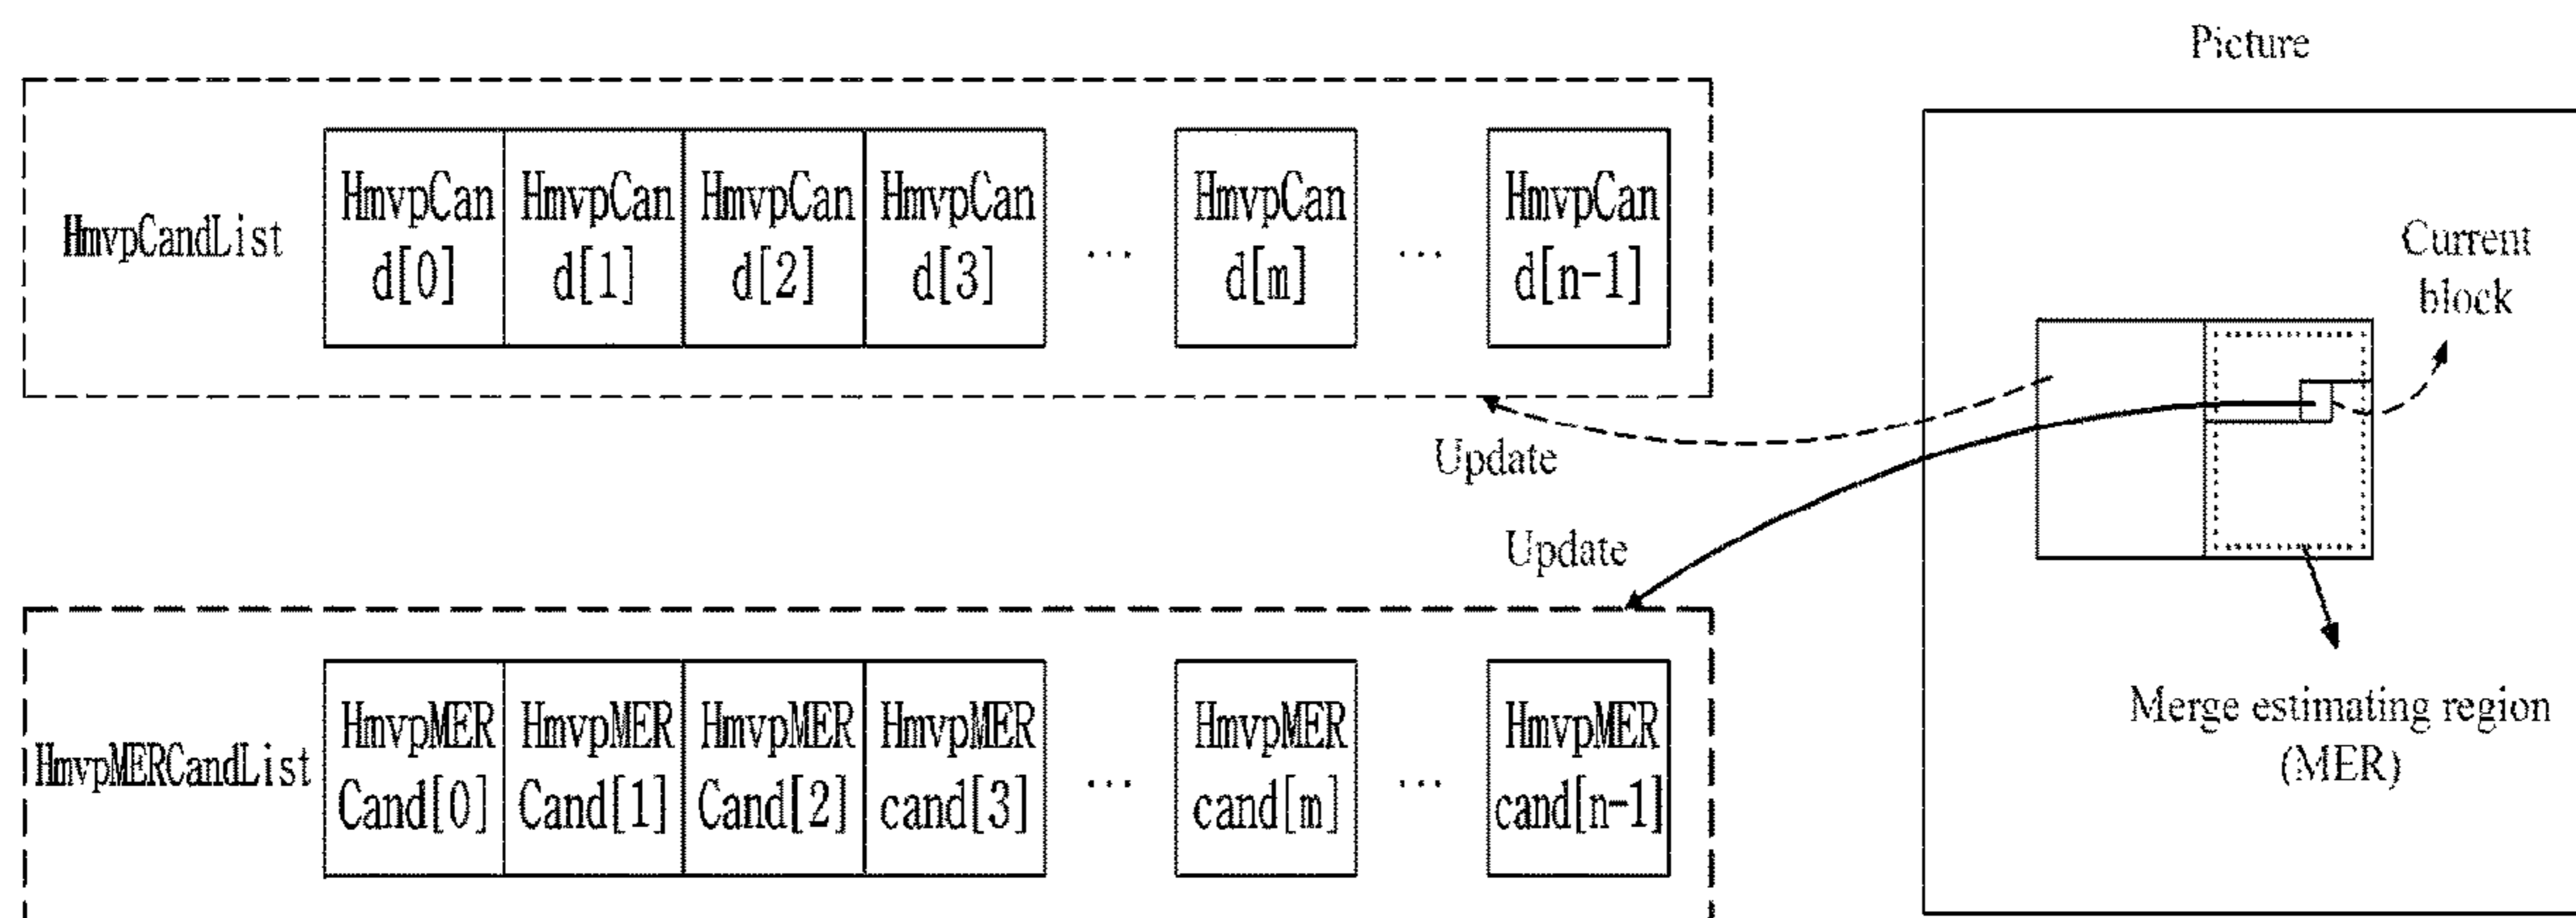 Picture
HmvpCandList
HmvpCan
d[0]
HmvpCan
d[1]
HmvpCan
d[2]
HmvpCan
d[3]
...
HmvpCan
d[m]
...
HmvpCan
d[n-1]
Current
block
Update
Update
HmvpMERCandList
HmvpMER
Cand[0]
HmvpMER
Cand[1]
HmvpMER
Cand[2]
HmvpMER
cand[3]
...
HmvpMER
cand[m]
...
HmvpMER
cand[n-1]
Merge estimating region
(MER)